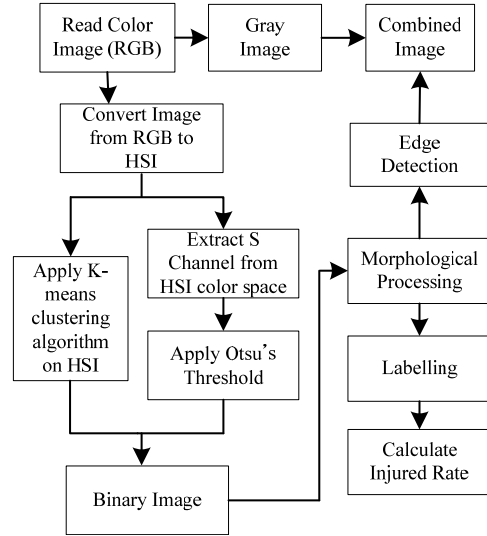 Read Color
Image (RGB)
Gray
Image
Combined
Image
Convert Image
from RGB to
HSI
Edge
Detection
Extract S
Channel from
HSI color space
Apply K-
means
clustering
algorithm
on HSI
Morphological
Processing
Apply Otsu’s
Threshold
Labelling
Calculate
Injured Rate
Binary Image